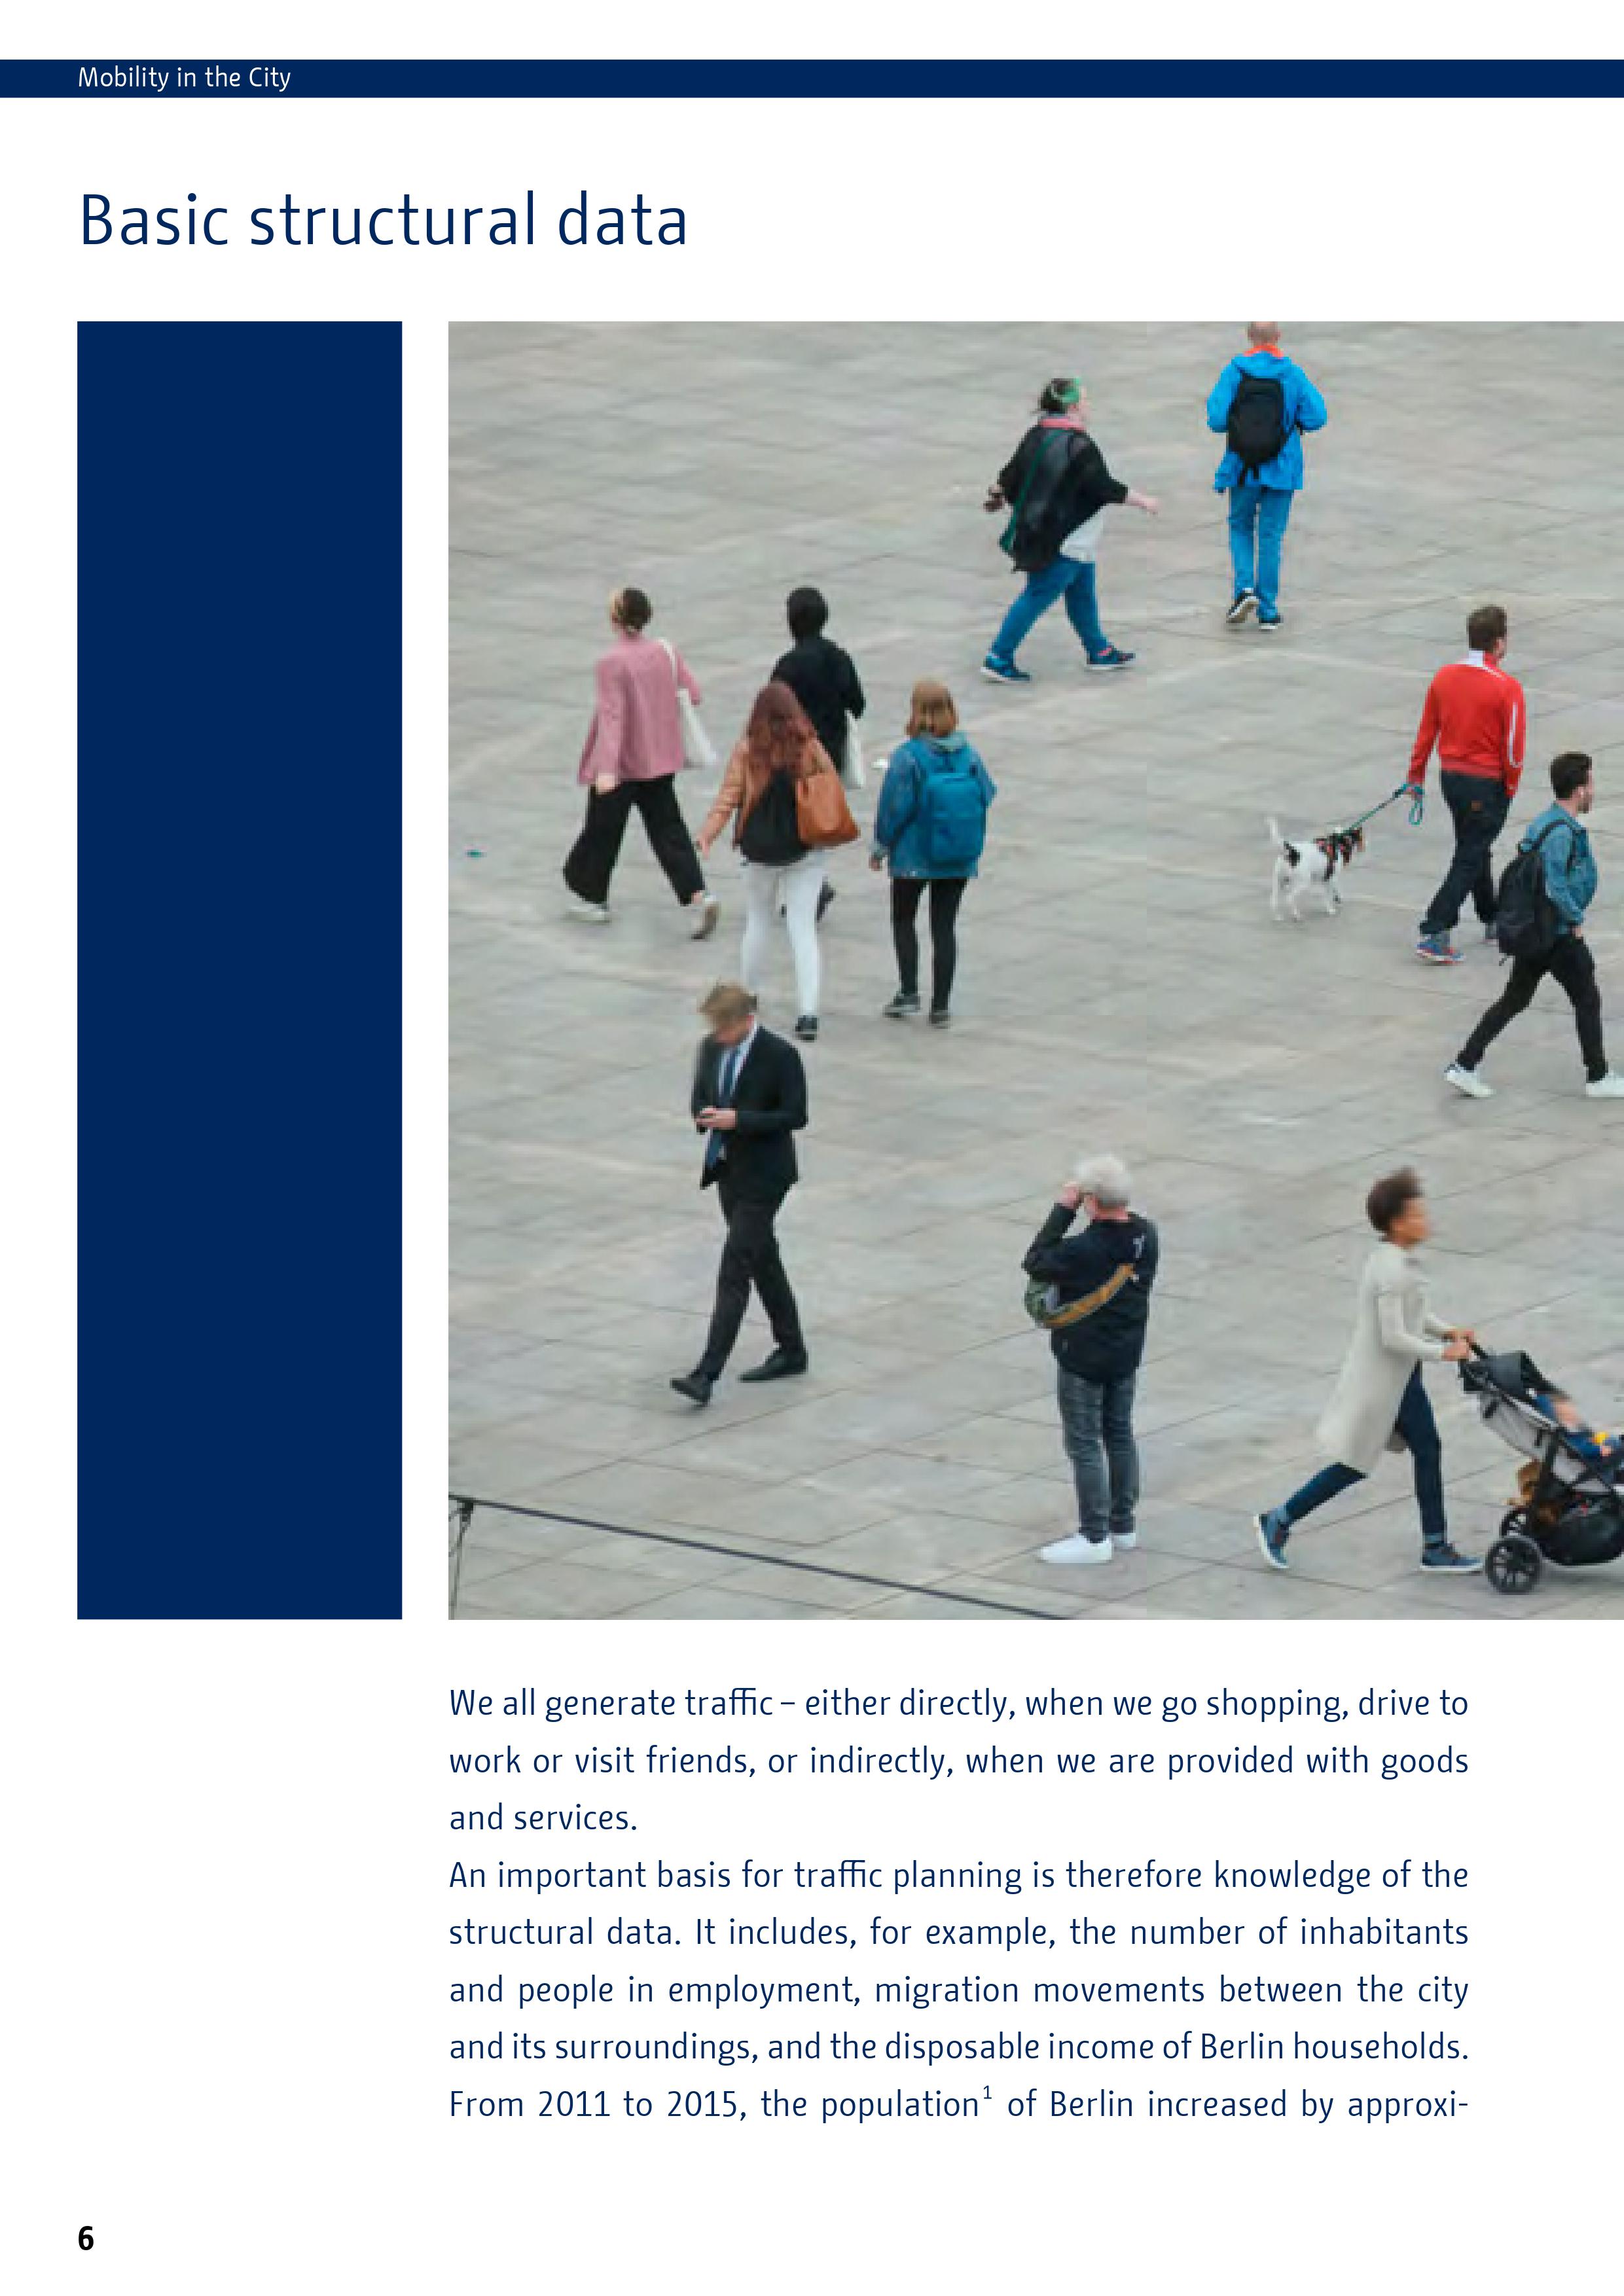 Mobility in the City
Basic structural data
We all generate traffic – either directly, when we go shopping, drive to
work or visit friends, or indirectly, when we are provided with goods
and services.
An important basis for traffic planning is therefore knowledge of the
structural data. It includes, for example, the number of inhabitants
and people in employment, migration movements between the city
and its surroundings, and the disposable income of Berlin households.
From 2011 to 2015, the population¹ of Berlin increased by approxi-
6